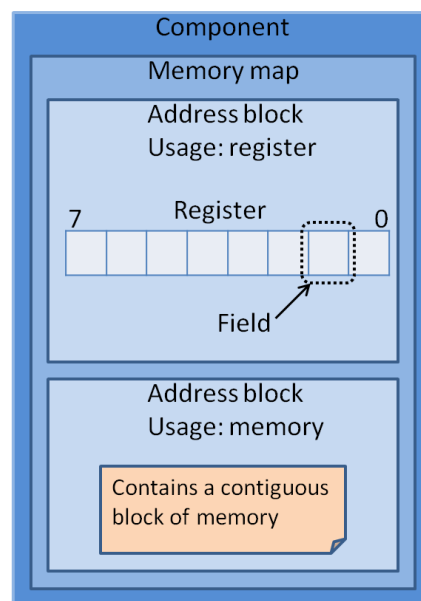 Component
Memory map
Address block
Usage: register
7 Register 0
Field
Address block
Usage: memory
Contains a contiguous
block of memory